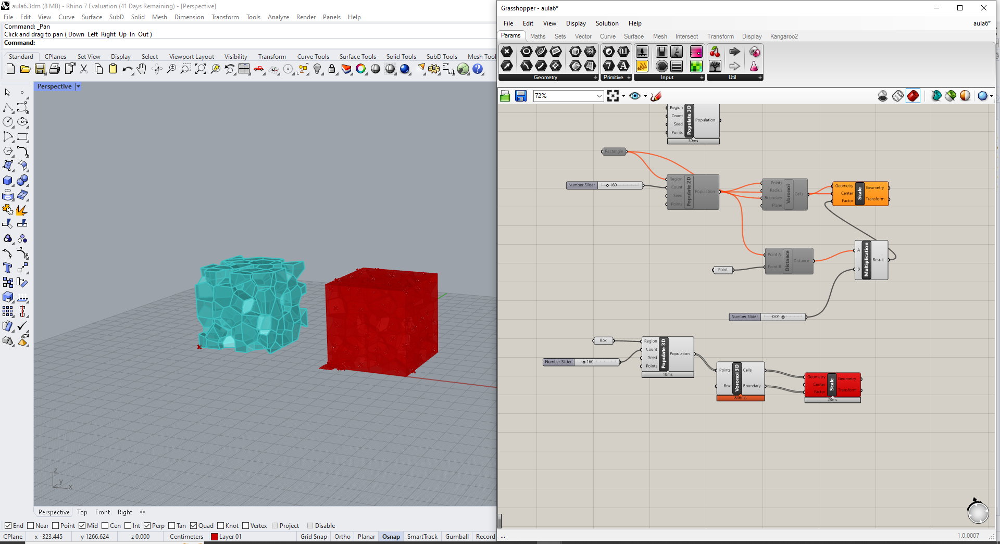 aula6.3dm (8 MB) - Rhino 7 Evaluation (41 Days Remaining) - [Perspective]
File Edit View Curve Surface SubD Solid Mesh Dimension Transform Tools Analyze Render Panels Help
Command: _Pan
Click and drag to pan ( Down Left Right Up In Out )
Command:
Standard CPlanes Set View Display Select Viewport Layout Visibility Transform Curve Tools Surface Tools Solid Tools SubD Tools Mesh Tool
Perspective
z
y
x
Perspective Top Front Right
End Near Point Mid Cen Int Perp Tan Quad Knot Vertex Project Disable
CPlane x -323.445 y 1266.624 z 0.000 Centimeters Layer 01 Grid Snap Ortho Planar Osnap SmartTrack Gumball Record
Grasshopper - aula6*
File Edit View Display Solution Help aula6*
Params Maths Sets Vector Curve Surface Mesh Intersect Transform Display Kangaroo2
Geometry Primitive Input Util
72%
Region
Count
Seed
Points
Populate 3D
Population
30ms
Rectangle
Number Slider 160
Region
Count
Seed
Points
Populate 2D
Population
Points
Radius
Boundary
Plane
Voronoi
Cells
Geometry
Center
Factor
Scale
Geometry
Transform
Point
Point A
Point B
Distance
Distance
A
B
Multiplication
Result
Number Slider 0.01
Box
Number Slider 160
Region
Count
Seed
Points
Populate 3D
Population
18ms
Points
Box
Voronoi 3D
Cells
Boundary
846ms
Geometry
Center
Factor
Scale
Geometry
Transform
23ms
...
1.0.0007